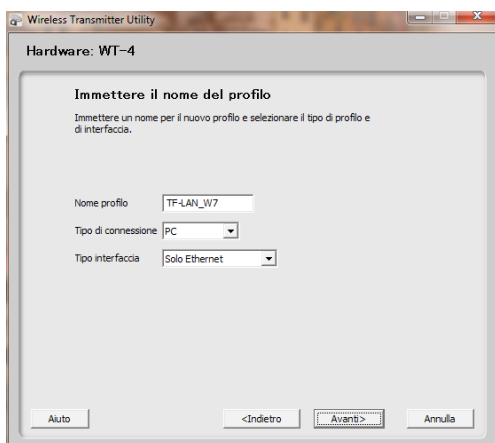 Wireless Transmitter Utility
Hardware: WT-4
Immettere il nome del profilo
Immettere un nome per il nuovo profilo e selezionare il tipo di profilo e
di interfaccia.
Nome profilo TF-LAN_W7
Tipo di connessione PC
Tipo interfaccia Solo Ethernet
Aiuto <Indietro Avanti> Annulla